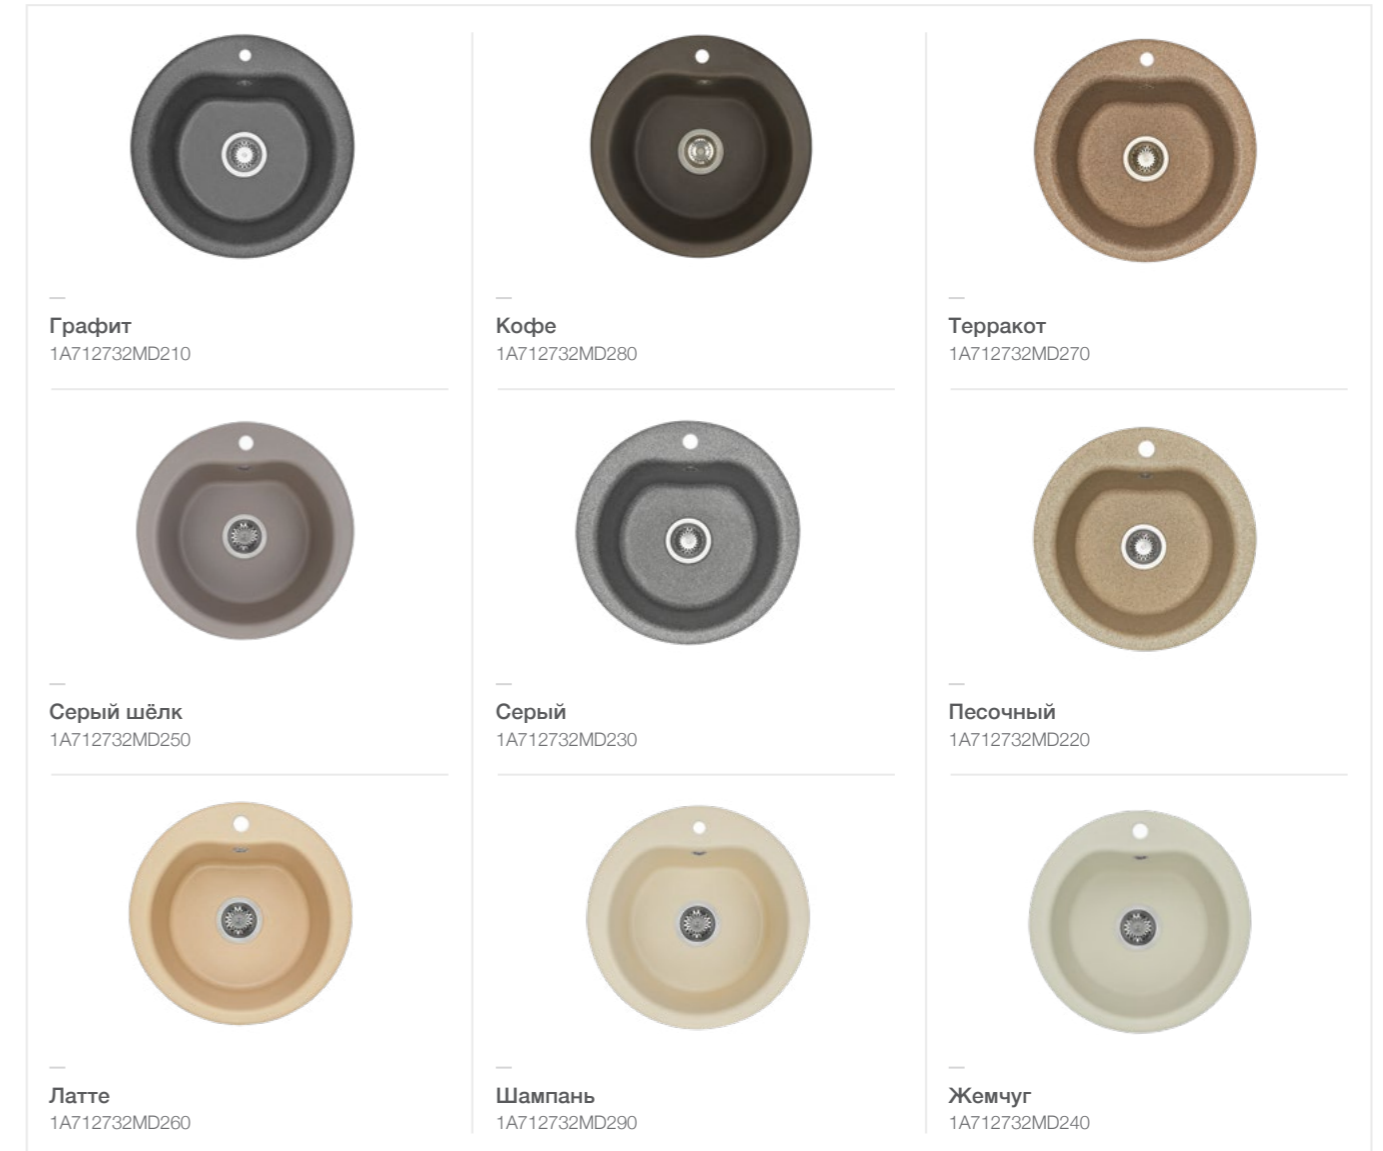 Графит
1A712732MD210
Кофе
1A712732MD280
Терракот
1A712732MD270
Серый шёлк
1A712732MD250
Серый
1A712732MD230
Песочный
1A712732MD220
Латте
1A712732MD260
Шампань
1A712732MD290
Жемчуг
1A712732MD240